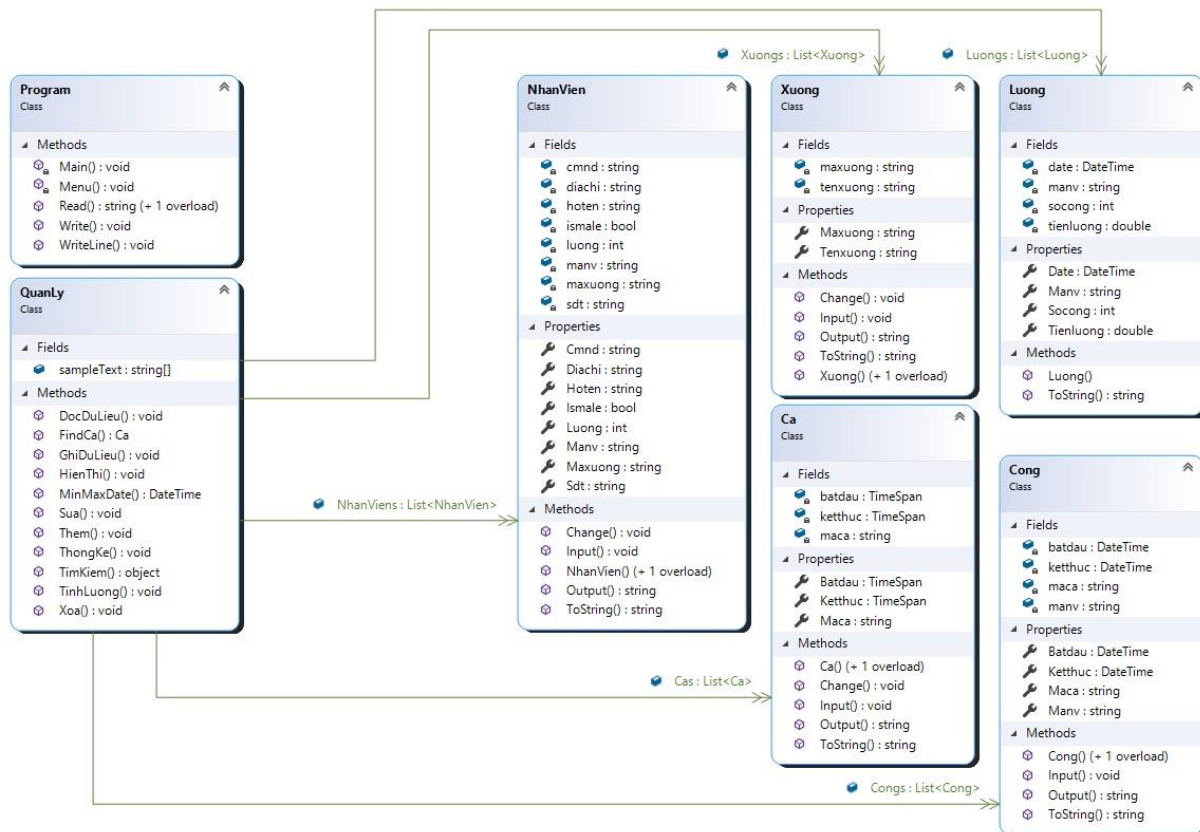 Xuongs : List<Xuong>
Luongs : List<Luong>
Program
Class
Methods
Main() : void
Menu() : void
Read() : string (+ 1 overload)
Write() : void
WriteLine() : void
QuanLy
Class
Fields
sampleText : string[]
Methods
DocDuLieu() : void
FindCa() : Ca
GhiDuLieu() : void
HienThi() : void
MinMaxDate() : DateTime
Sua() : void
Them() : void
ThongKe() : void
TimKiem() : object
TinhLuong() : void
Xoa() : void
NhanViens : List<NhanVien>
NhanVien
Class
Fields
cmnd : string
diachi : string
hoten : string
ismale : bool
luong : int
manv : string
maxuong : string
sdt : string
Properties
Cmnd : string
Diachi : string
Hoten : string
Ismale : bool
Luong : int
Manv : string
Maxuong : string
Sdt : string
Methods
Change() : void
Input() : void
NhanVien() (+ 1 overload)
Output() : string
ToString() : string
Xuong
Class
Fields
maxuong : string
tenxuong : string
Properties
Maxuong : string
Tenxuong : string
Methods
Change() : void
Input() : void
Output() : string
ToString() : string
Xuong() (+ 1 overload)
Luong
Class
Fields
date : DateTime
manv : string
socong : int
tienluong : double
Properties
Date : DateTime
Manv : string
Socong : int
Tienluong : double
Methods
Luong()
ToString() : string
Cas : List<Ca>
Ca
Class
Fields
batdau : TimeSpan
ketthuc : TimeSpan
maca : string
Properties
Batdau : TimeSpan
Ketthuc : TimeSpan
Maca : string
Methods
Ca() (+ 1 overload)
Change() : void
Input() : void
Output() : string
ToString() : string
Congs : List<Cong>
Cong
Class
Fields
batdau : DateTime
ketthuc : DateTime
maca : string
manv : string
Properties
Batdau : DateTime
Ketthuc : DateTime
Maca : string
Manv : string
Methods
Cong() (+ 1 overload)
Input() : void
Output() : string
ToString() : string